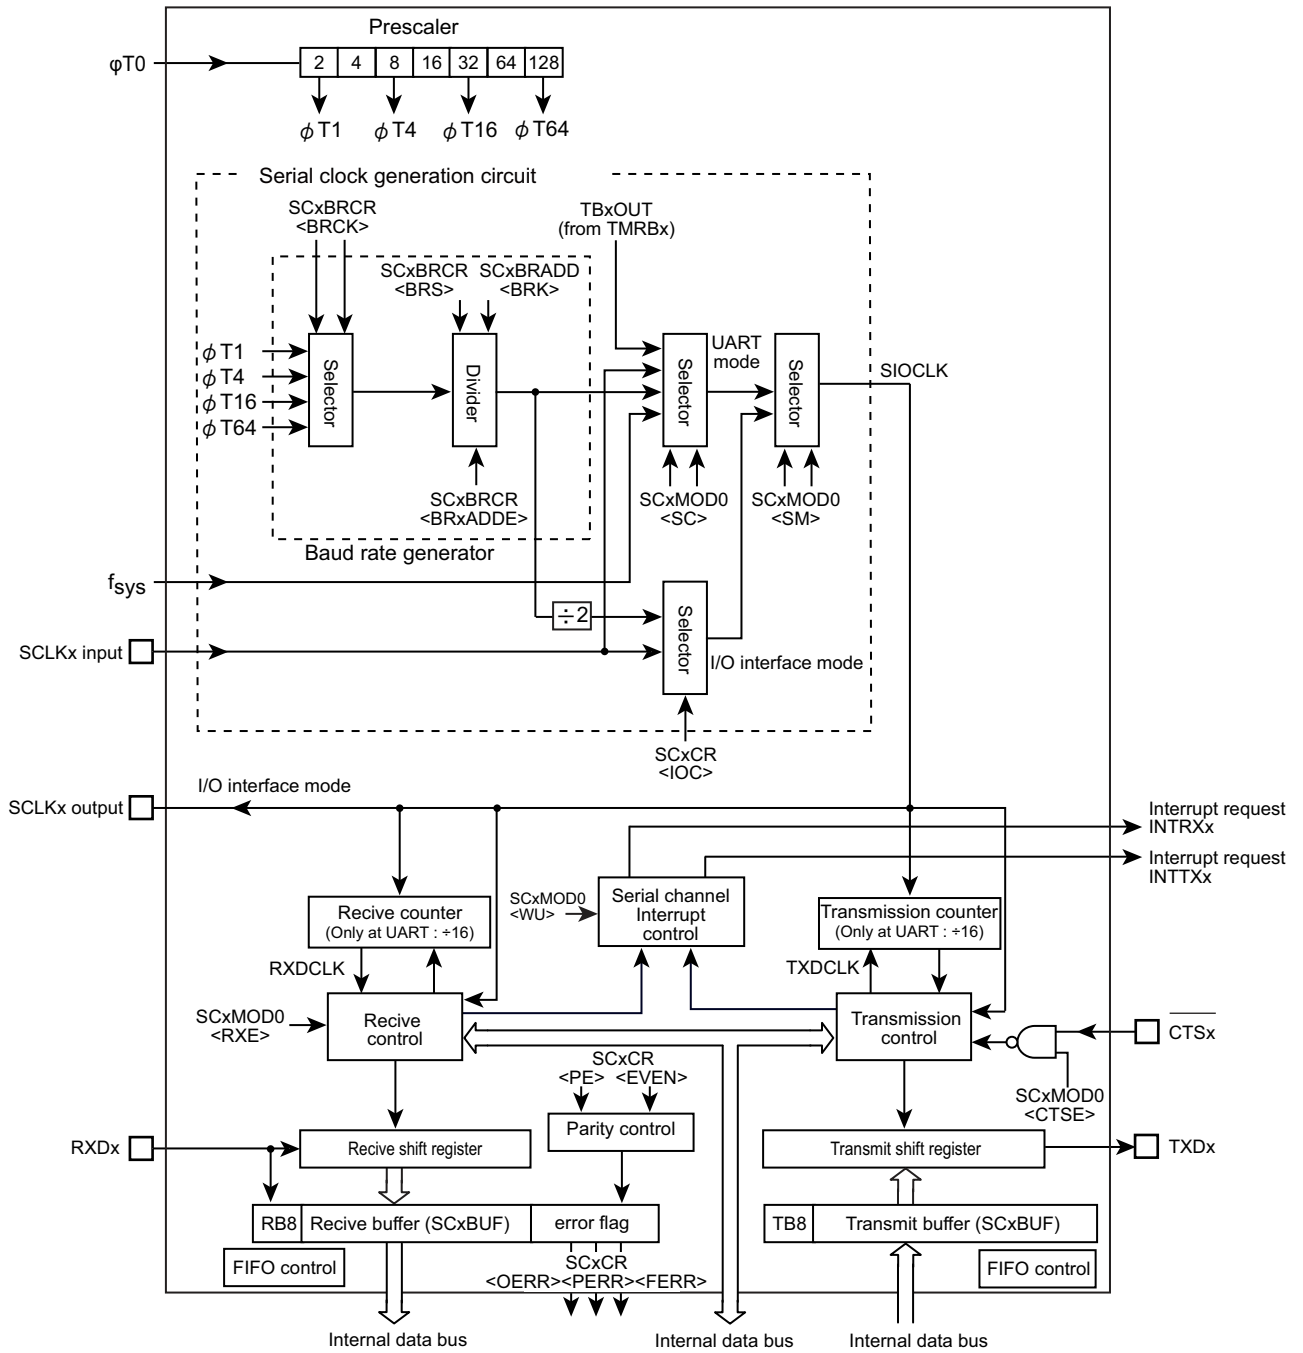 Prescaler
φT0
2 4 8 16 32 64 128
ϕT1 ϕT4 ϕT16 ϕT64
Serial clock generation circuit
SCxBRCR
<BRCK>
TBxOUT
(from TMRBx)
SCxBRCR
<BRS>
SCxBRADD
<BRK>
ϕT1
ϕT4
ϕT16
ϕT64
Selector
Divider
Selector
UART
mode
Selector
SIOCLK
SCxBRCR
<BRxADDE>
SCxMOD0
<SC>
SCxMOD0
<SM>
Baud rate generator
fsys
÷2
Selector
SCLKx input
I/O interface mode
SCxCR
<IOC>
I/O interface mode
SCLKx output
Interrupt request
INTRXx
Interrupt request
INTTXx
SCxMOD0
<WU>
Serial channel
Interrupt
control
Recive counter
(Only at UART : ÷16)
Transmission counter
(Only at UART : ÷16)
RXDCLK
TXDCLK
SCxMOD0
<RXE>
Recive
control
Transmission
control
CTSx
SCxMOD0
<CTSE>
SCxCR
<PE> <EVEN>
Parity control
RXDx
Recive shift register
Transmit shift register
TXDx
RB8
Recive buffer (SCxBUF)
error flag
TB8
Transmit buffer (SCxBUF)
FIFO control
SCxCR
<OERR><PERR><FERR>
FIFO control
Internal data bus
Internal data bus
Internal data bus